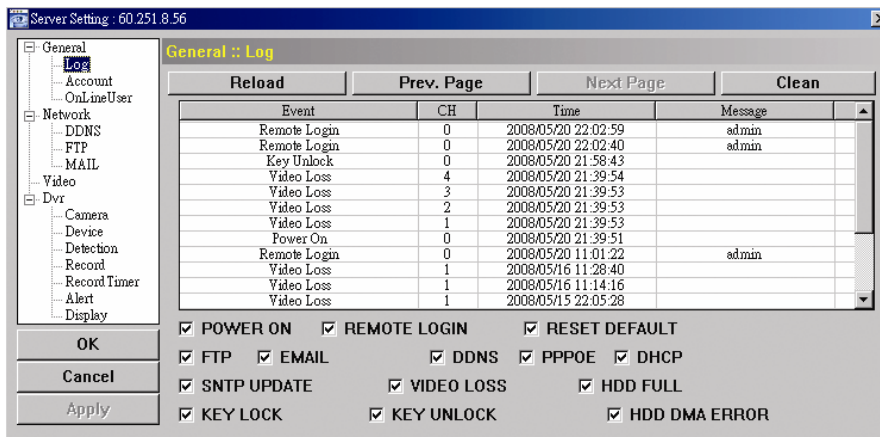 Server Setting : 60.251.8.56
General
Log
Account
OnLineUser
Network
DDNS
FTP
MAIL
Video
Dvr
Camera
Device
Detection
Record
Record Timer
Alert
Display
OK
Cancel
Apply
General :: Log
Reload Prev. Page Next Page Clean
Event CH Time Message
Remote Login 0 2008/05/20 22:02:59 admin
Remote Login 0 2008/05/20 22:02:40 admin
Key Unlock 0 2008/05/20 21:58:43
Video Loss 4 2008/05/20 21:39:54
Video Loss 3 2008/05/20 21:39:53
Video Loss 2 2008/05/20 21:39:53
Video Loss 1 2008/05/20 21:39:53
Power On 0 2008/05/20 21:39:51
Remote Login 0 2008/05/20 11:01:22 admin
Video Loss 1 2008/05/16 11:28:40
Video Loss 1 2008/05/16 11:14:16
Video Loss 1 2008/05/15 22:05:28
POWER ON REMOTE LOGIN RESET DEFAULT
FTP EMAIL DDNS PPPOE DHCP
SNTP UPDATE VIDEO LOSS HDD FULL
KEY LOCK KEY UNLOCK HDD DMA ERROR